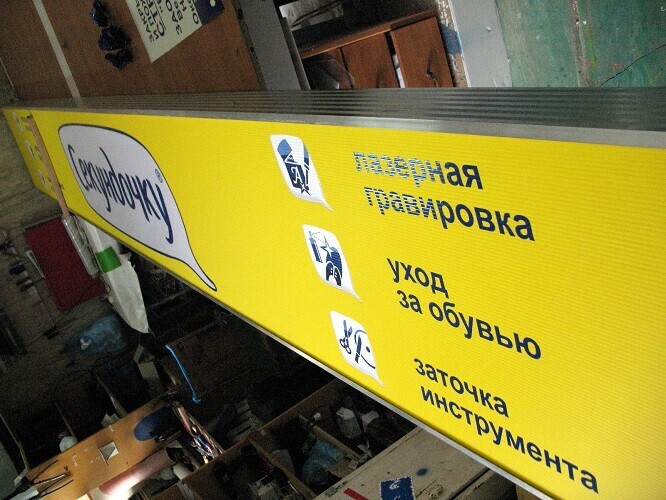 Секундочку®
лазерная
гравировка
уход
за обувью
заточка
инструмента